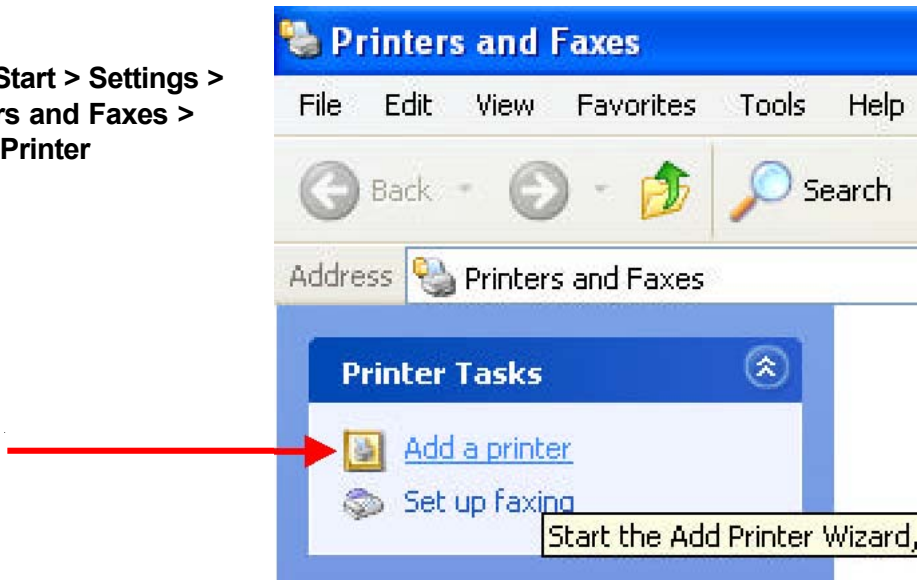 Start > Settings >
rs and Faxes >
Printer
Printers and Faxes
File Edit View Favorites Tools Help
Back Search
Address Printers and Faxes
Printer Tasks
Add a printer
Set up faxing
Start the Add Printer Wizard,